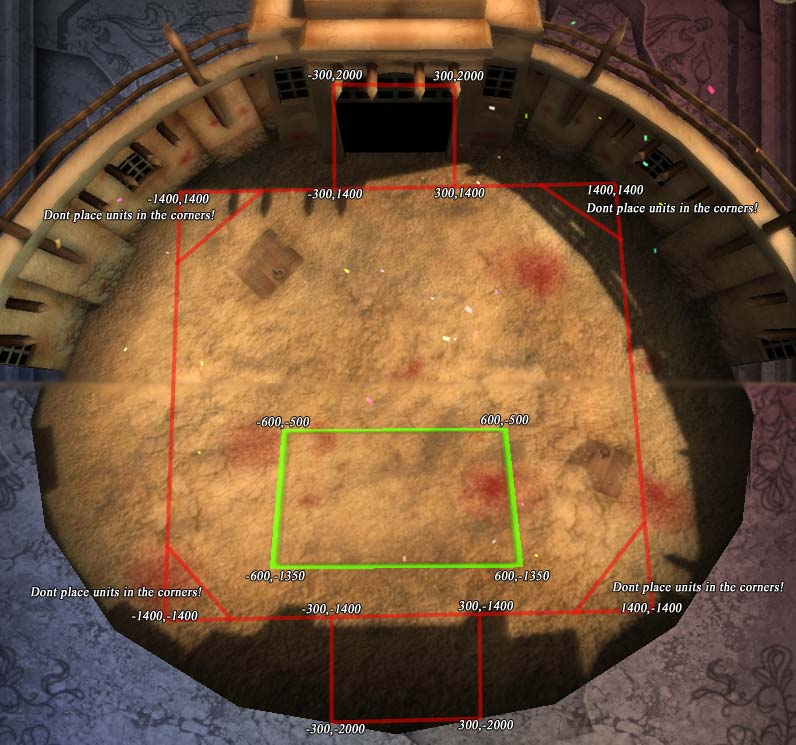 -300,2000 300,2000
-1400,1400 -300,1400 300,1400 1400,1400
Dont place units in the corners! Dont place units in the corners!
-600,-500 600,-500
-600,-1350 600,-1350
Dont place units in the corners! Dont place units in the corners!
-1400,-1400 -300,-1400 300,-1400 1400,-1400
-300,-2000 300,-2000